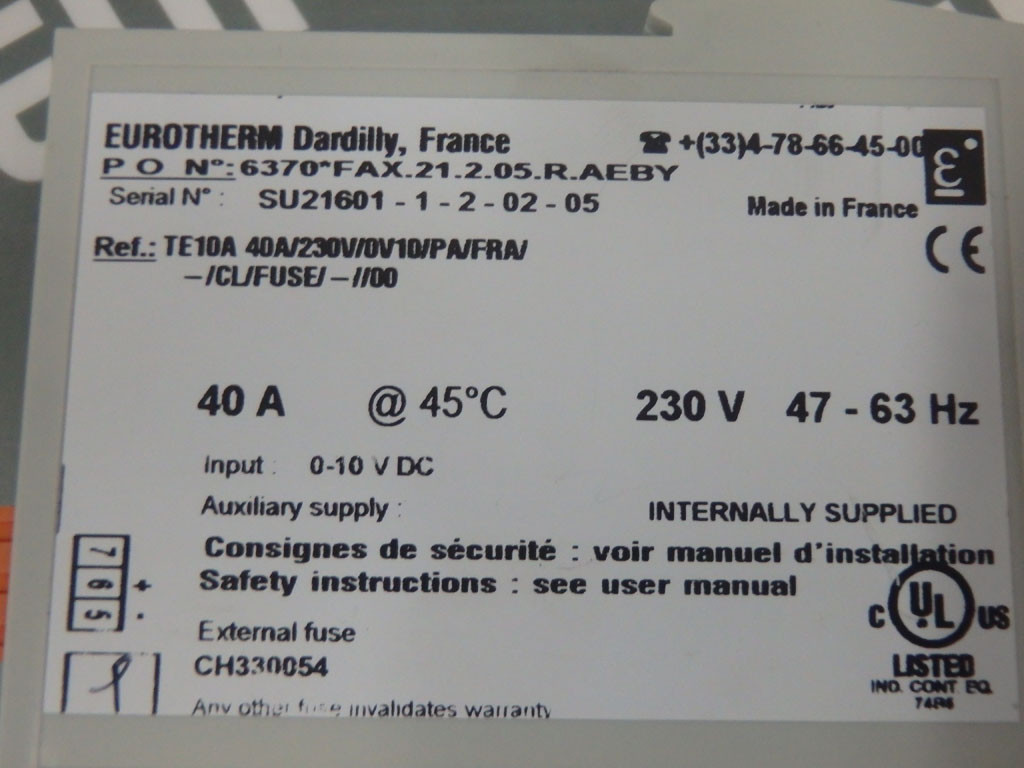 EUROTHERM Dardilly, France
☎ +(33)4-78-66-45-00
P O N°: 6370*FAX.21.2.05.R.AEBY
Serial N° : SU21601 - 1 - 2 - 02 - 05
Made in France
Ref.: TE10A 40A/230V/0V10/PA/FRA/
–/CL/FUSE/ –//00
CE
40 A @ 45°C 230 V 47 - 63 Hz
Input : 0-10 V DC
Auxiliary supply : INTERNALLY SUPPLIED
Consignes de sécurité : voir manuel d'installation
Safety instructions : see user manual
7
6 +
5 -
External fuse
CH330054
Any other fuse invalidates warranty
C UL US
LISTED
IND. CONT. EQ.